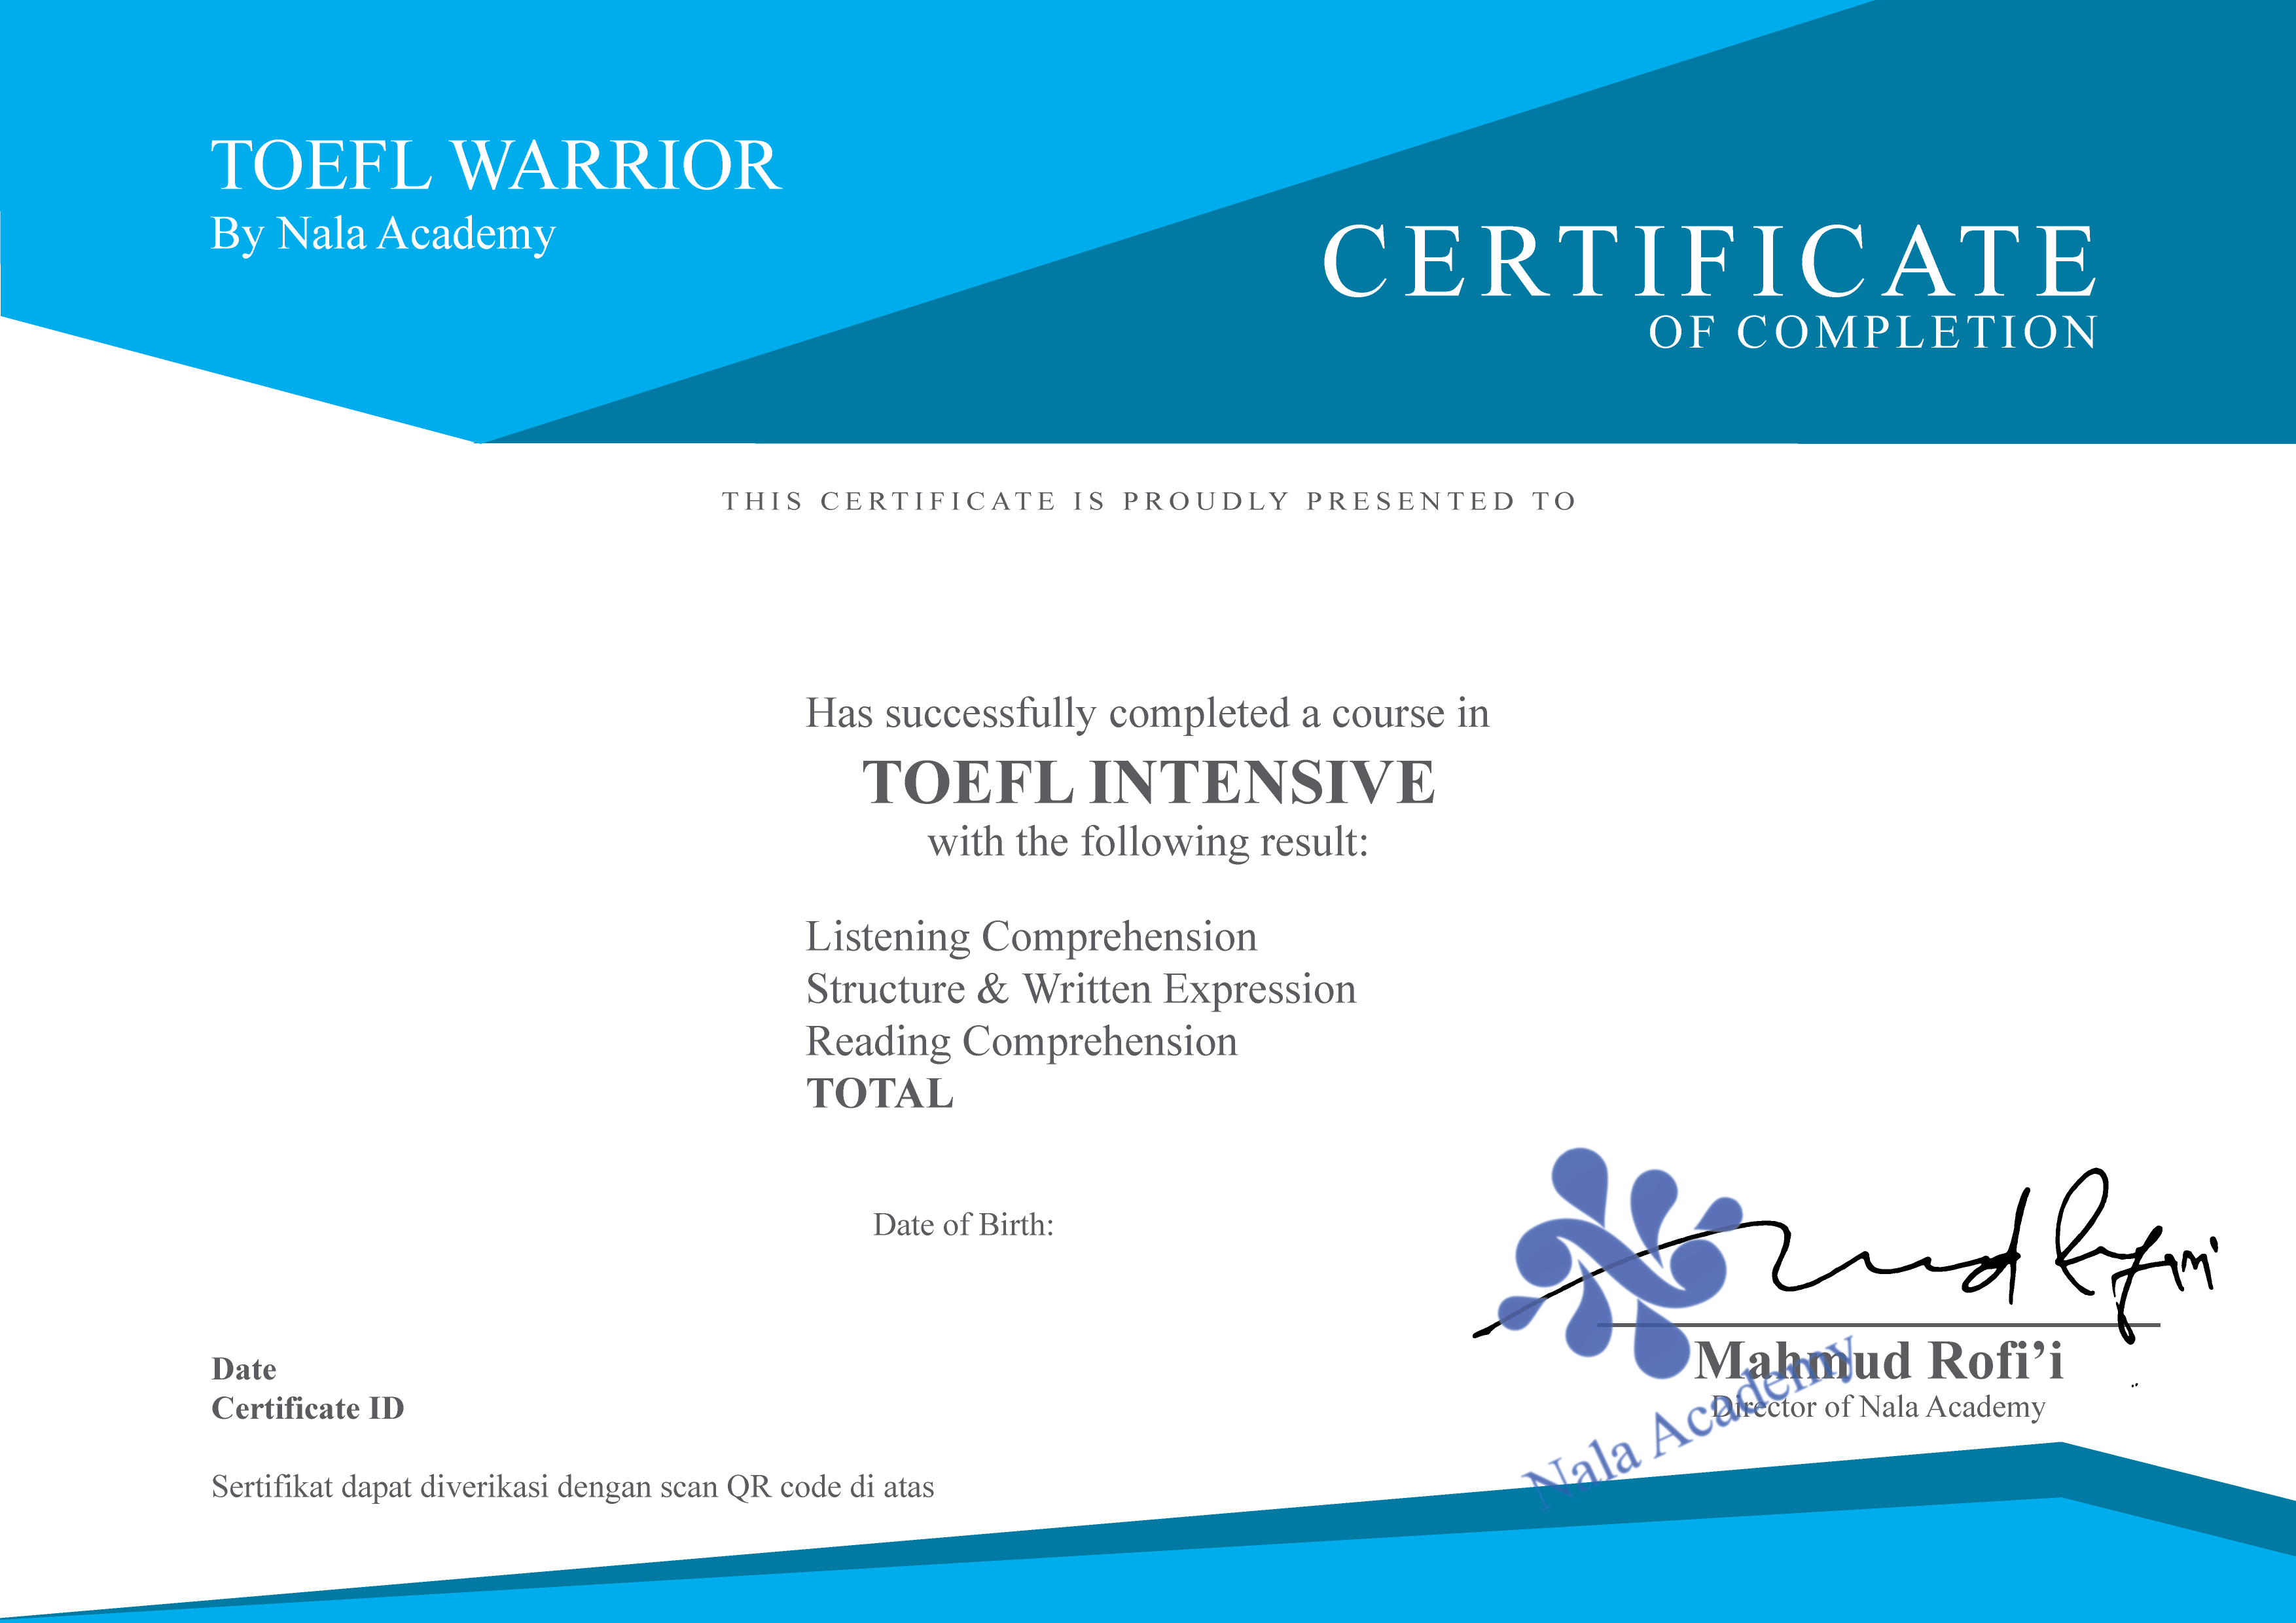 TOEFL WARRIOR
By Nala Academy
CERTIFICATE
OF COMPLETION
THIS CERTIFICATE IS PROUDLY PRESENTED TO
Has successfully completed a course in
TOEFL INTENSIVE
with the following result:
Listening Comprehension
Structure & Written Expression
Reading Comprehension
TOTAL
Date of Birth:
Mahmud Rofi’i
Director of Nala Academy
Nala Academy
Date
Certificate ID
Sertifikat dapat diverikasi dengan scan QR code di atas